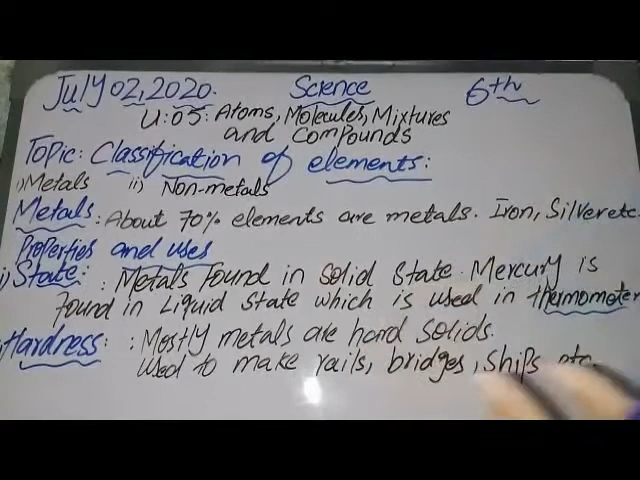 July 02, 2020. Science 6th
U:05: Atoms, Molecules, Mixtures
and Compounds
Topic: Classification of elements:
i) Metals ii) Non-metals
Metals: About 70% elements are metals. Iron, Silver etc.
Properties and uses
i) State: : Metals found in solid state. Mercury is
found in Liquid state which is used in thermometer
Hardness: : Mostly metals are hard solids.
Used to make rails, bridges, ships etc.